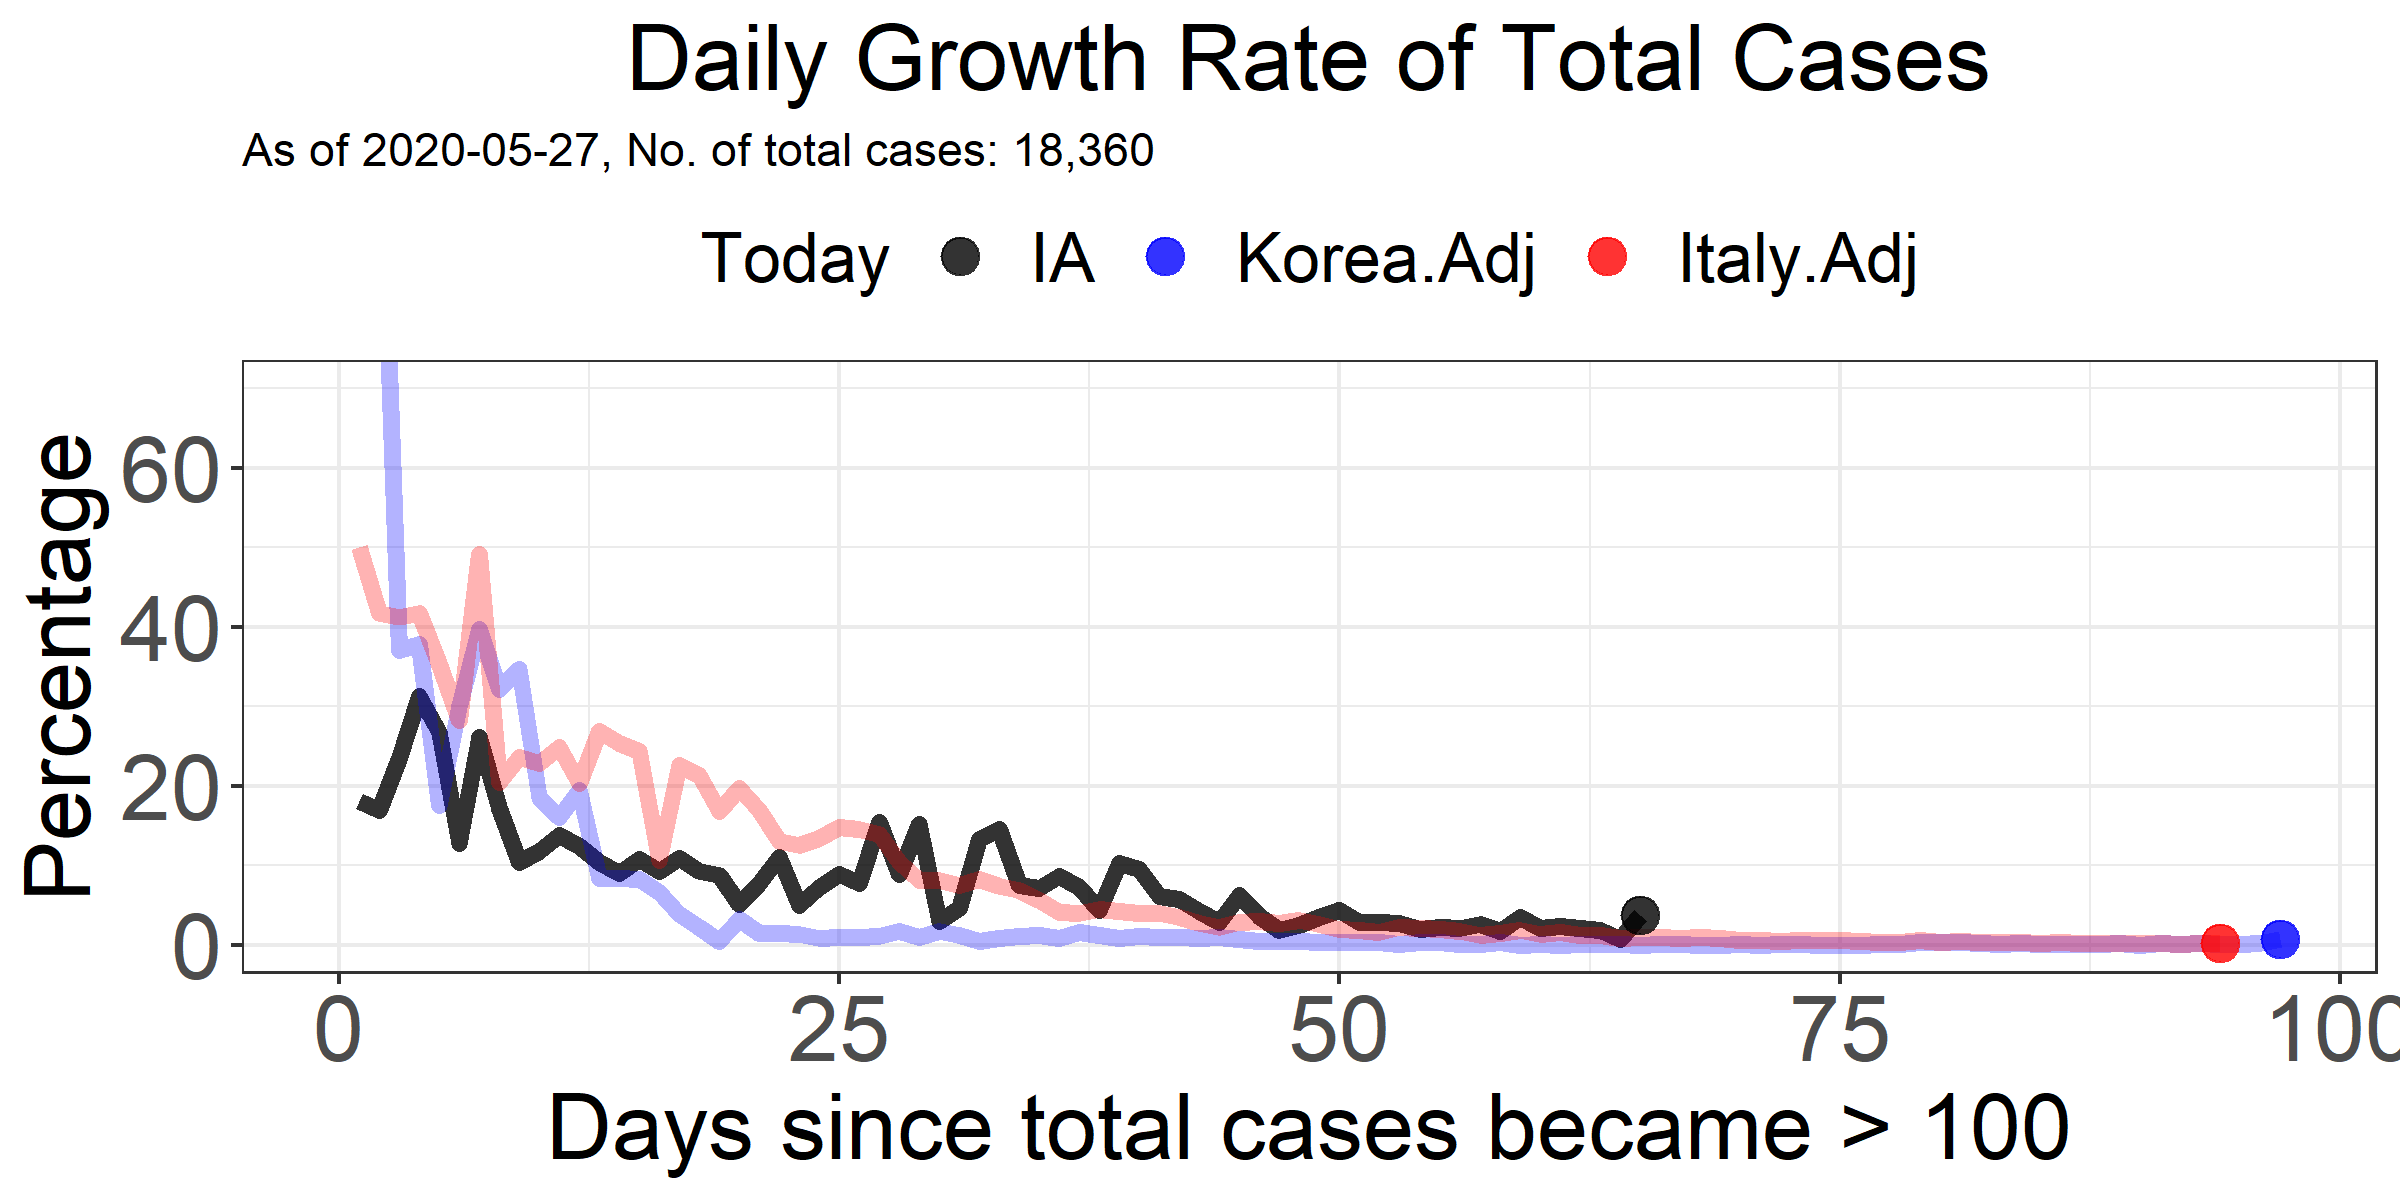 Daily Growth Rate of Total Cases
As of 2020-05-27, No. of total cases: 18,360
Today IA Korea.Adj Italy.Adj
Percentage
60
40
20
0
0 25 50 75 100
Days since total cases became > 100